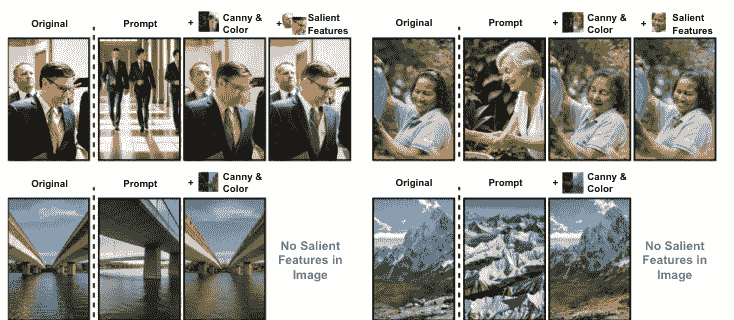 Original
Prompt
+ Canny &
Color
+ Salient
Features
Original
Prompt
+ Canny &
Color
+ Salient
Features
Original
Prompt
+ Canny &
Color
No Salient
Features in
Image
Original
Prompt
+ Canny &
Color
No Salient
Features in
Image